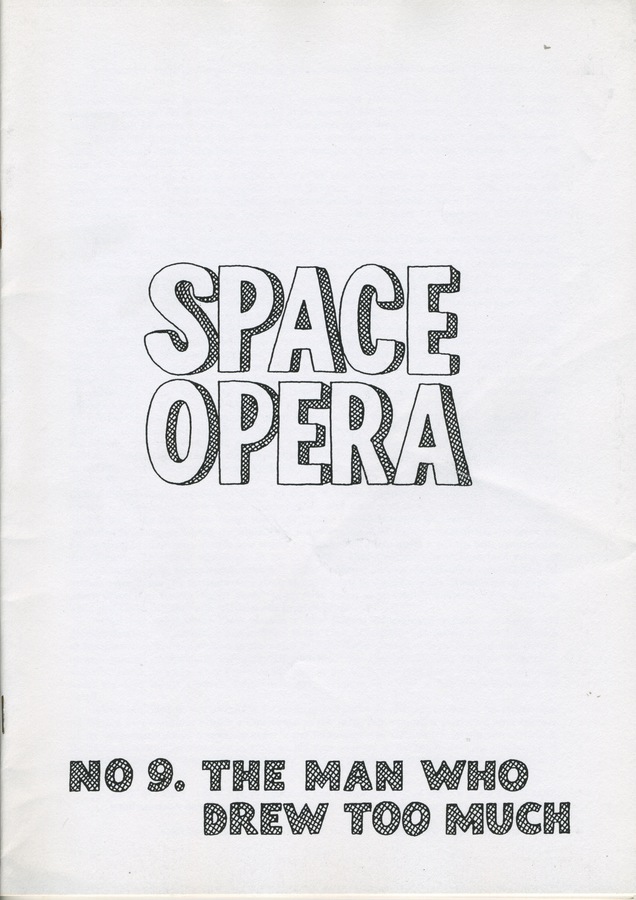 SPACE
OPERA
NO 9. THE MAN WHO
DREW TOO MUCH